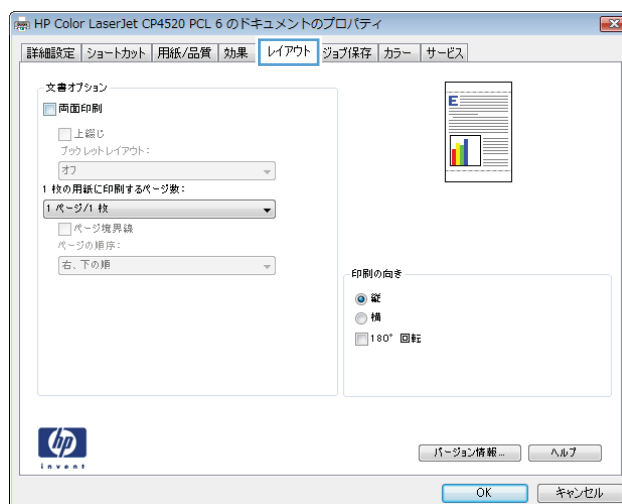 HP Color LaserJet CP4520 PCL 6 のドキュメントのプロパティ
詳細設定 ショートカット 用紙/品質 効果 レイアウト ジョブ保存 カラー サービス
文書オプション
両面印刷
上綴じ
ブックレットレイアウト:
オフ
1 枚の用紙に印刷するページ数:
1 ページ/1 枚
ページ境界線
ページの順序:
右、下の順
E
印刷の向き
縦
横
180° 回転
hp
invent
バージョン情報...
ヘルプ
OK
キャンセル